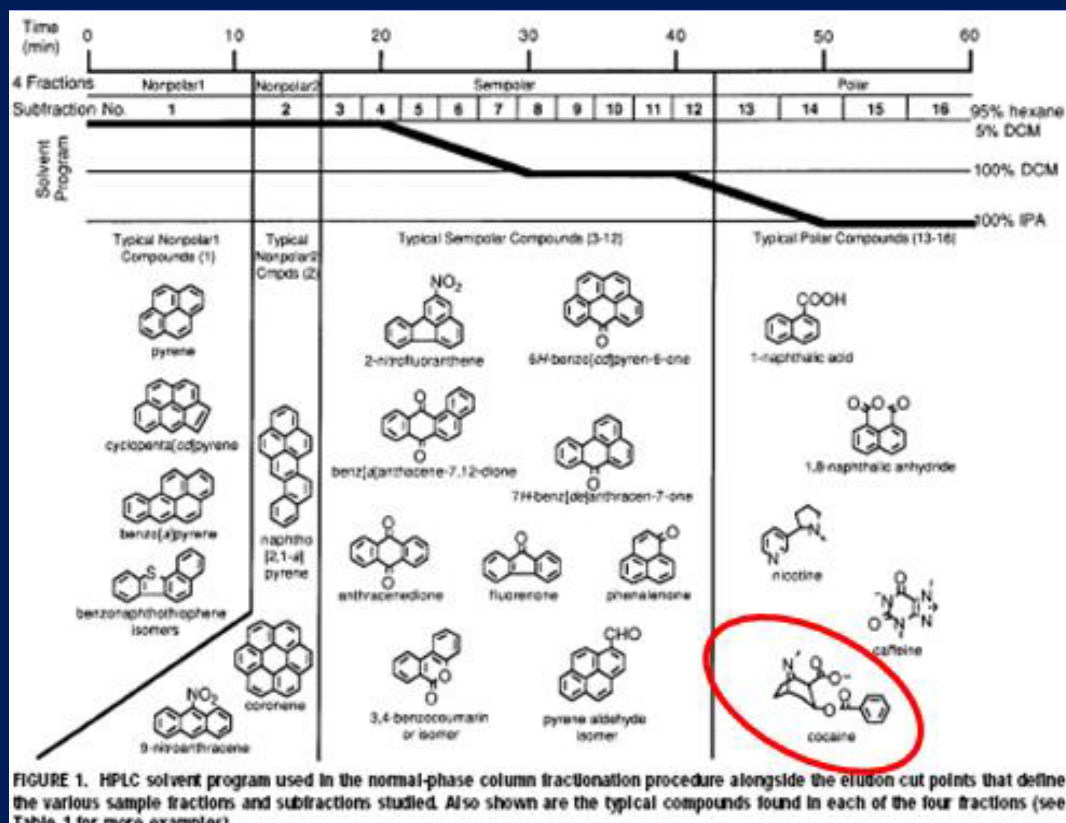 Time (min) 0 10 20 30 40 50 60
4 Fractions Nonpolar1 Nonpolar2 Semipolar Polar
Subtraction No. 1 2 3 4 5 6 7 8 9 10 11 12 13 14 15 16 95% hexane
5% DCM
Solvent Program
100% DCM
100% IPA
Typical Nonpolar1 Compounds (1)
Typical Nonpolar2 Cmpds (2)
Typical Semipolar Compounds (3-12)
Typical Polar Compounds (13-16)
pyrene
cyclopenta[cd]pyrene
benzo[a]pyrene
S
benzonaphthothiophene
isomers
NO2
9-nitroanthracene
naphtho
[2,1-a]
pyrene
coronene
NO2
2-nitrofluoranthene
O
6H-benzo[cd]pyren-6-one
O
O
benz[a]anthacene-7,12-dione
O
7H-benz[de]anthracen-7-one
O
O
anthracenedione
O
fluorenone
O
phenalenone
O
O
3,4-benzocoumarin
or isomer
CHO
pyrene aldehyde
isomer
COOH
1-naphthalic acid
O O O
1,8-naphthalic anhydride
N
N
nicotine
O N
N
O N N
caffeine
N
O
O
O
O
cocaine
FIGURE 1. HPLC solvent program used in the normal-phase column fractionation procedure alongside the elution cut points that define
the various sample fractions and subfractions studied. Also shown are the typical compounds found in each of the four fractions (see
Table 1 for more examples)